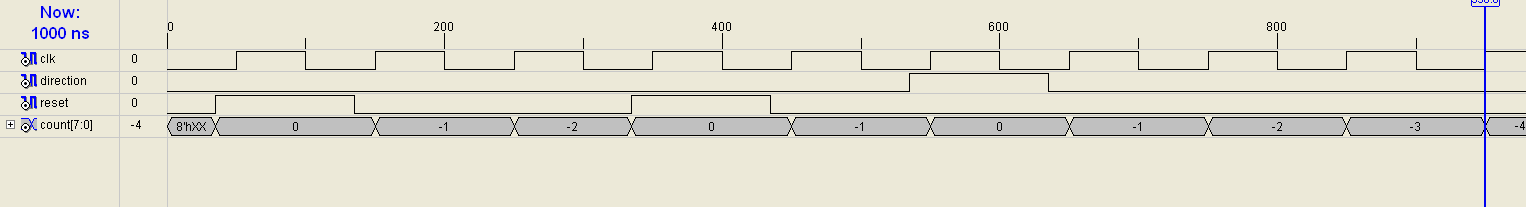 Now:
1000 ns
0 200 400 600 800
clk 0
direction 0
reset 0
count[7:0] -4 8'hXX 0 -1 -2 0 -1 0 -1 -2 -3 -4